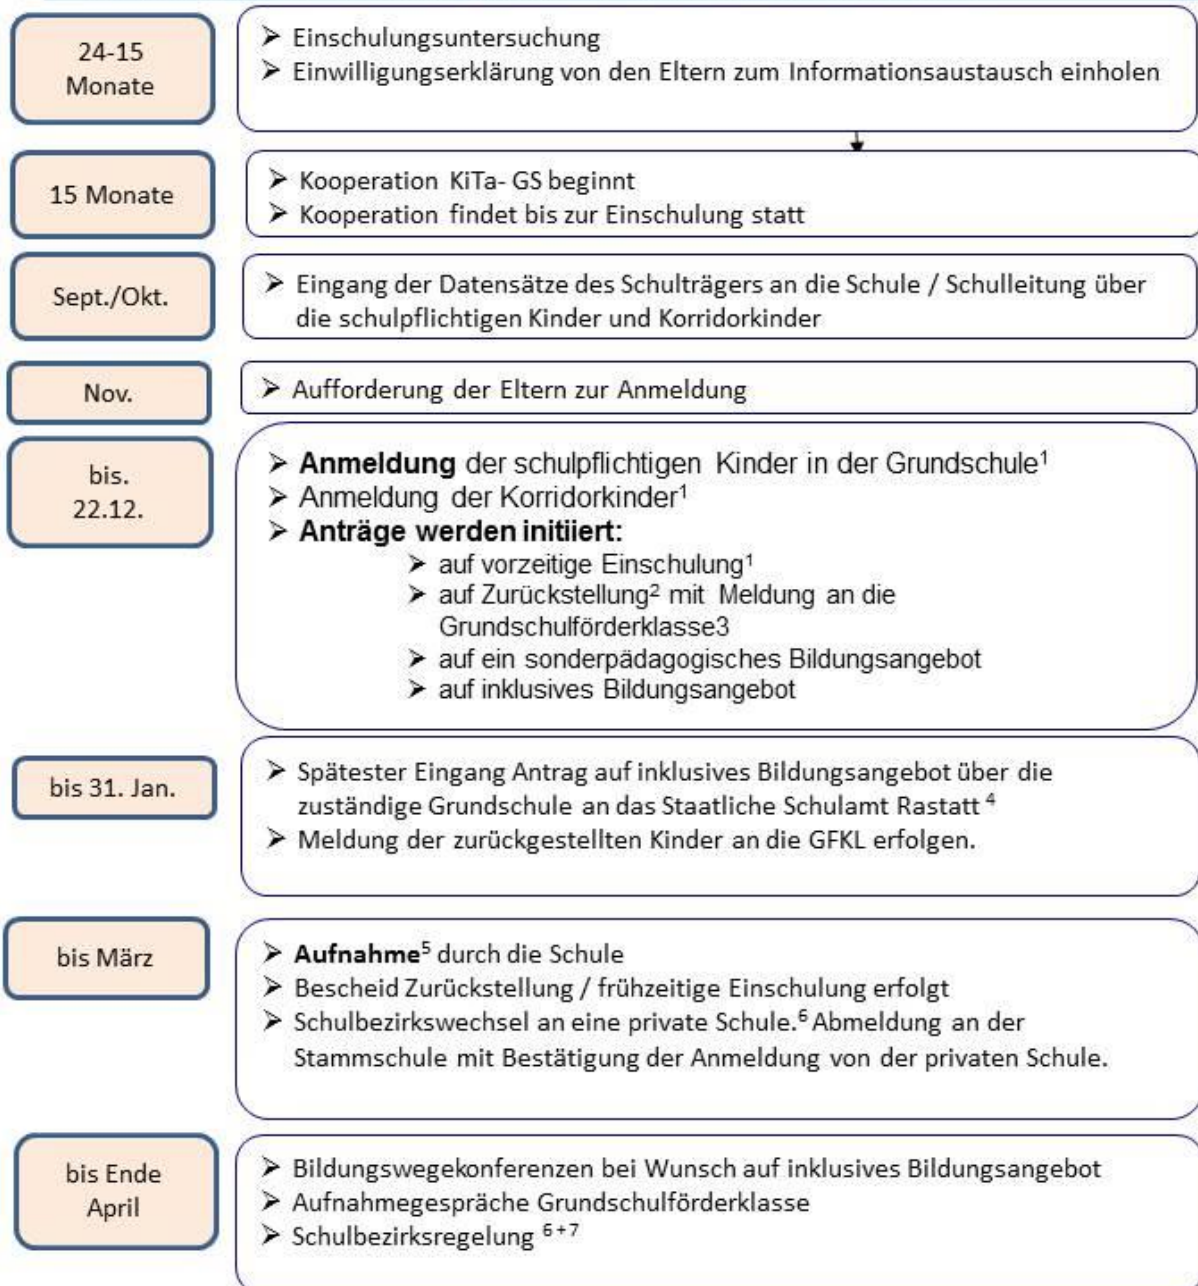 24-15
Monate
➢ Einschulungsuntersuchung
➢ Einwilligungserklärung von den Eltern zum Informationsaustausch einholen
15 Monate
➢ Kooperation KiTa- GS beginnt
➢ Kooperation findet bis zur Einschulung statt
Sept./Okt.
➢ Eingang der Datensätze des Schulträgers an die Schule / Schulleitung über
die schulpflichtigen Kinder und Korridorkinder
Nov.
➢ Aufforderung der Eltern zur Anmeldung
bis.
22.12.
➢ Anmeldung der schulpflichtigen Kinder in der Grundschule¹
➢ Anmeldung der Korridorkinder¹
➢ Anträge werden initiiert:
➢ auf vorzeitige Einschulung¹
➢ auf Zurückstellung² mit Meldung an die
Grundschulförderklasse3
➢ auf ein sonderpädagogisches Bildungsangebot
➢ auf inklusives Bildungsangebot
bis 31. Jan.
➢ Spätester Eingang Antrag auf inklusives Bildungsangebot über die
zuständige Grundschule an das Staatliche Schulamt Rastatt ⁴
➢ Meldung der zurückgestellten Kinder an die GFKL erfolgen.
bis März
➢ Aufnahme⁵ durch die Schule
➢ Bescheid Zurückstellung / frühzeitige Einschulung erfolgt
➢ Schulbezirkswechsel an eine private Schule.⁶ Abmeldung an der
Stammschule mit Bestätigung der Anmeldung von der privaten Schule.
bis Ende
April
➢ Bildungswegekonferenzen bei Wunsch auf inklusives Bildungsangebot
➢ Aufnahmegespräche Grundschulförderklasse
➢ Schulbezirksregelung ⁶⁺⁷